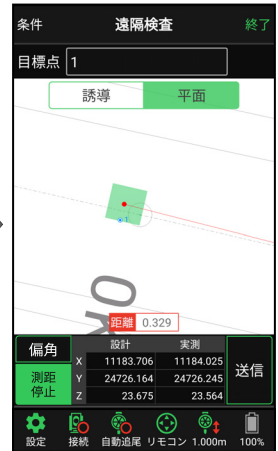 条件 遠隔検査 終了
目標点 1
誘導 平面
1
OK
距離 0.329
偏角 測距停止
設計 実測
X 11183.706 11184.025
Y 24726.164 24726.245
Z 23.675 23.564
送信
設定 接続 自動追尾 リモコン 1.000m 100%